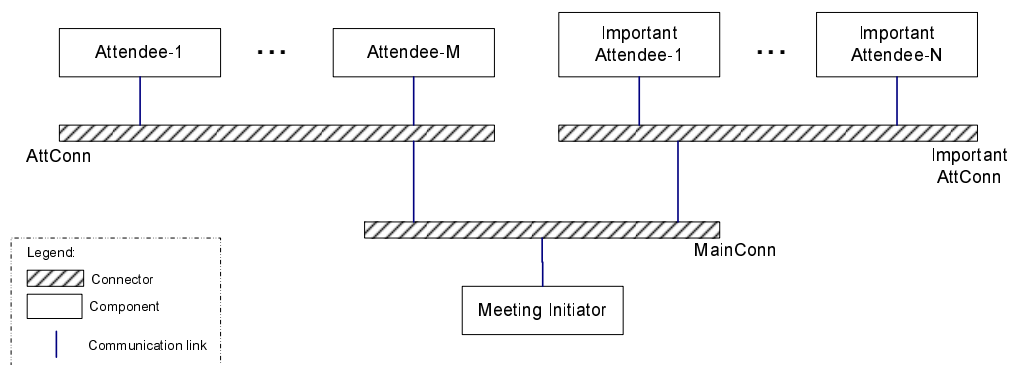 Attendee-1
...
Attendee-M
Important
Attendee-1
...
Important
Attendee-N
AttConn
Important
AttConn
MainConn
Meeting Initiator
Legend:
Connector
Component
Communication link